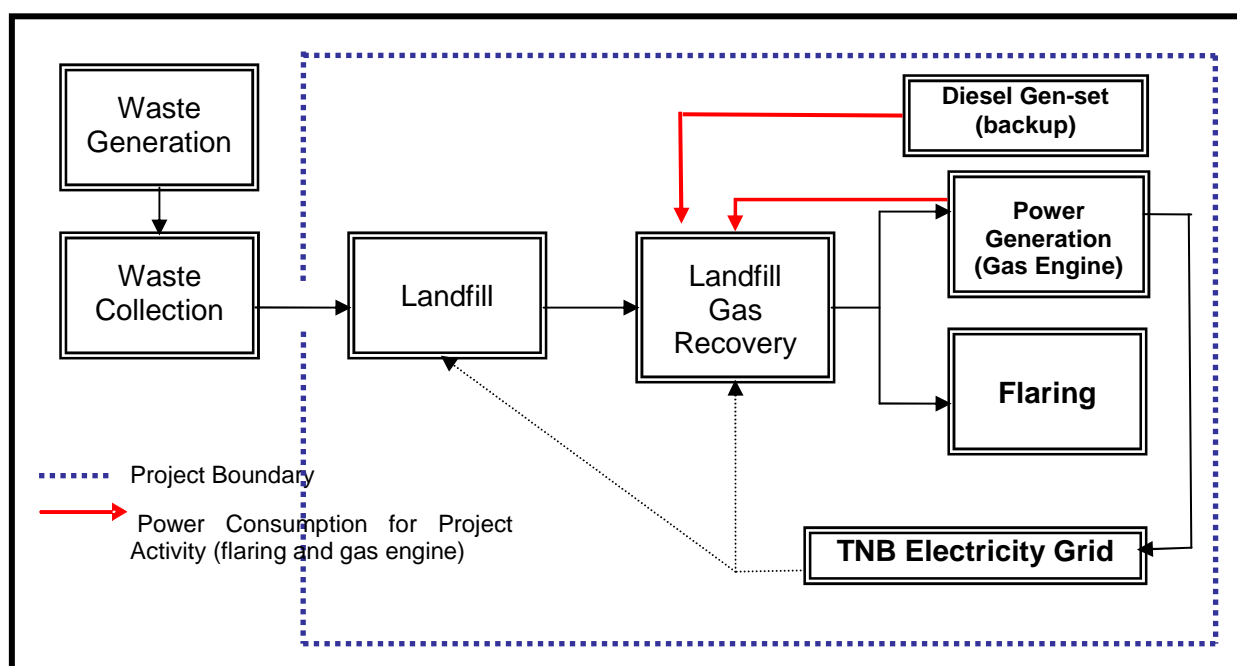 Waste
Generation
Diesel Gen-set
(backup)
Power
Generation
(Gas Engine)
Waste
Collection
Landfill
Landfill
Gas
Recovery
Flaring
Project Boundary
Power Consumption for Project
Activity (flaring and gas engine)
TNB Electricity Grid